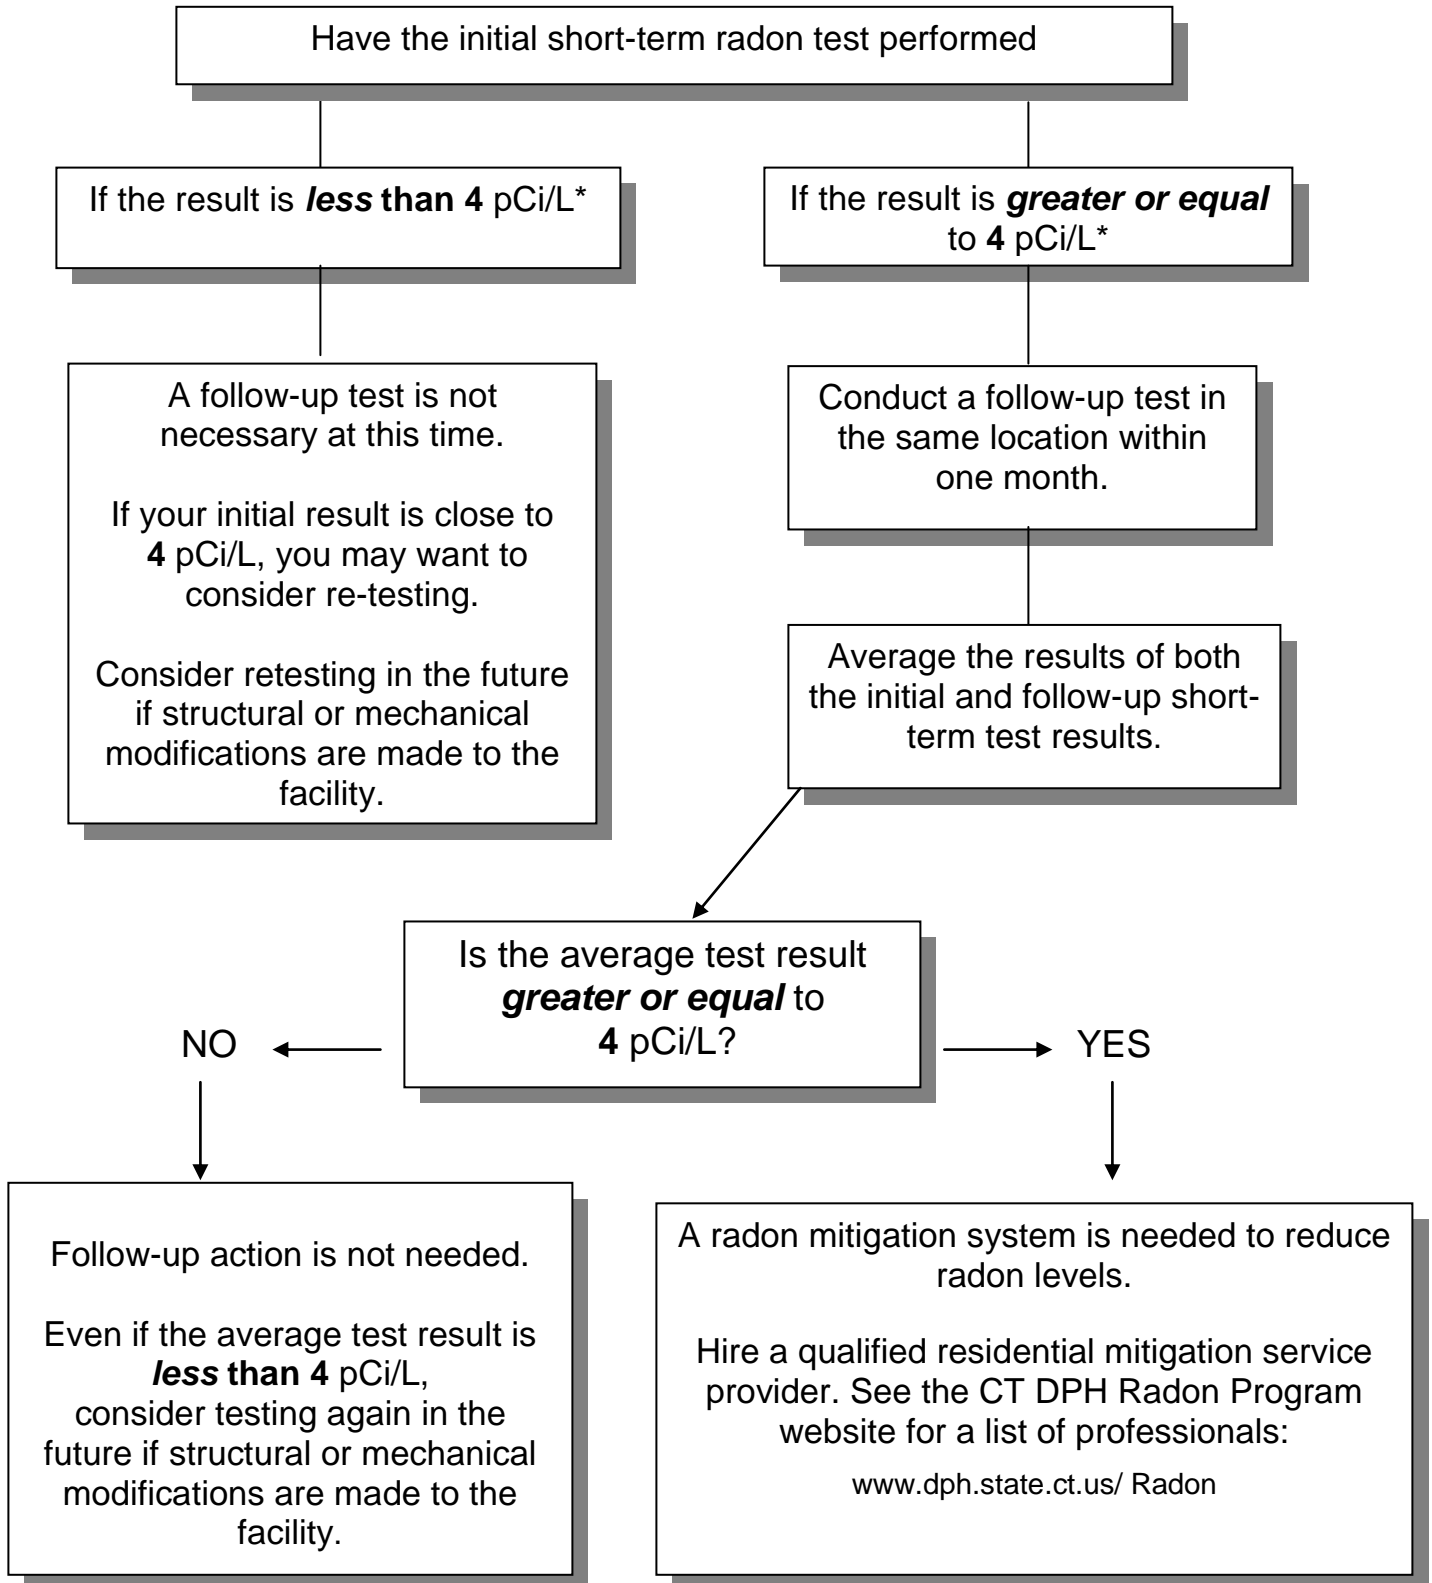 Have the initial short-term radon test performed
If the result is less than 4 pCi/L*
If the result is greater or equal
to 4 pCi/L*
A follow-up test is not
necessary at this time.
If your initial result is close to
4 pCi/L, you may want to
consider re-testing.
Consider retesting in the future
if structural or mechanical
modifications are made to the
facility.
Conduct a follow-up test in
the same location within
one month.
Average the results of both
the initial and follow-up short-
term test results.
Is the average test result
greater or equal to
4 pCi/L?
NO
YES
Follow-up action is not needed.
Even if the average test result is
less than 4 pCi/L,
consider testing again in the
future if structural or mechanical
modifications are made to the
facility.
A radon mitigation system is needed to reduce
radon levels.
Hire a qualified residential mitigation service
provider. See the CT DPH Radon Program
website for a list of professionals:
www.dph.state.ct.us/ Radon